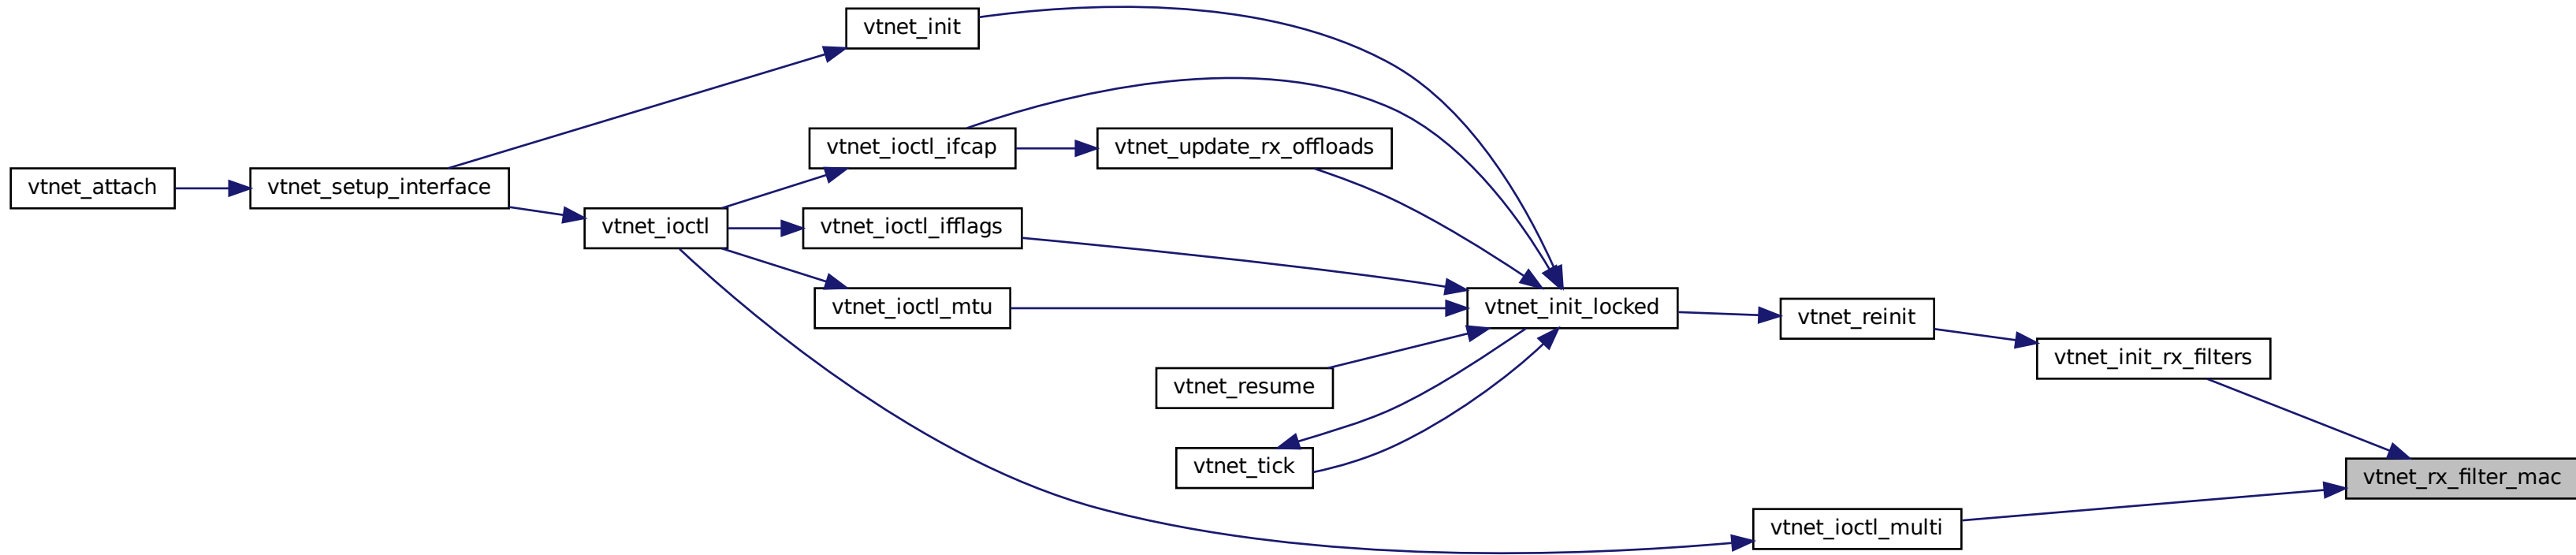 vtnet_init
vtnet_ioctl_ifcap
vtnet_update_rx_offloads
vtnet_attach
vtnet_setup_interface
vtnet_ioctl
vtnet_ioctl_ifflags
vtnet_ioctl_mtu
vtnet_init_locked
vtnet_reinit
vtnet_init_rx_filters
vtnet_resume
vtnet_tick
vtnet_rx_filter_mac
vtnet_ioctl_multi